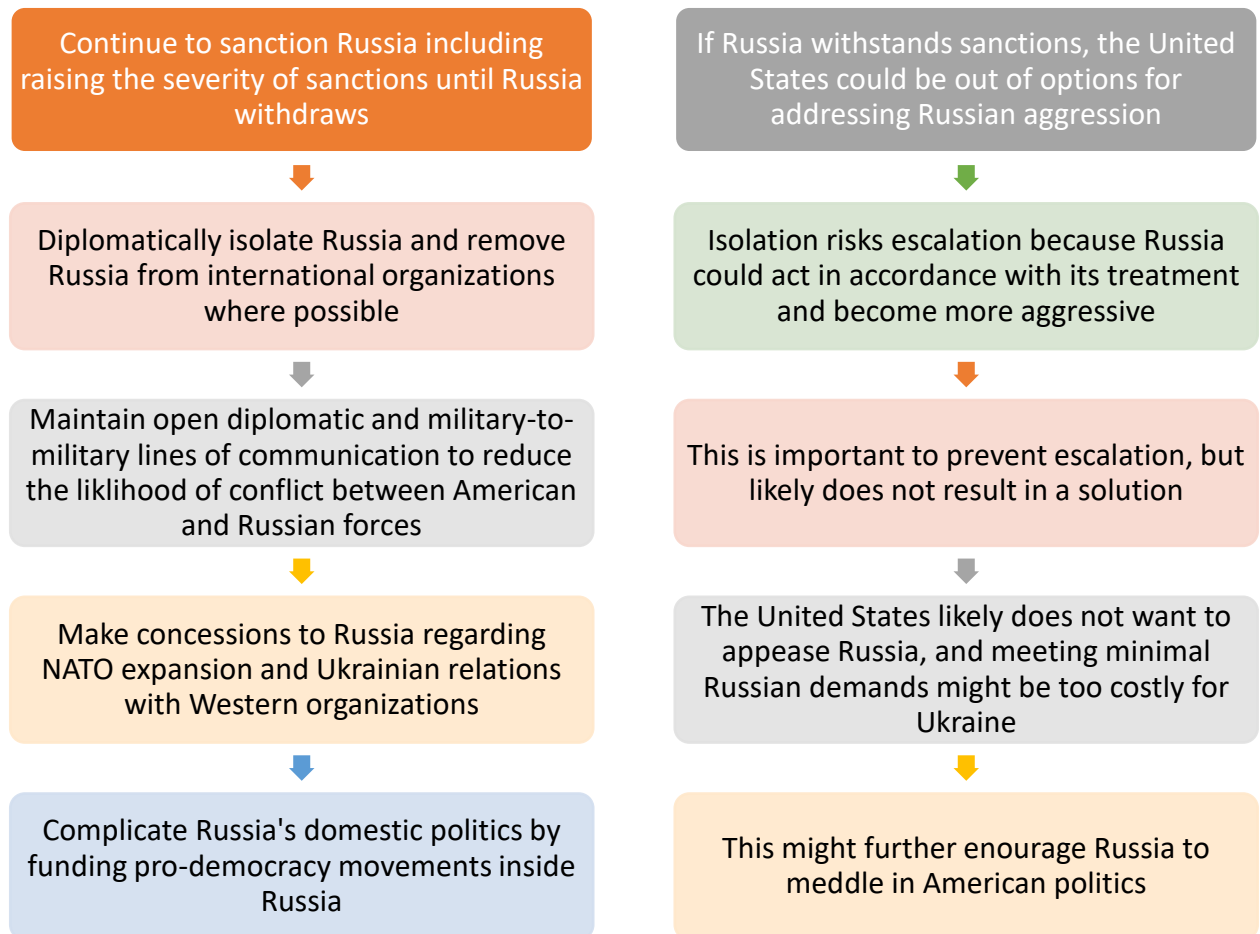 Continue to sanction Russia including
raising the severity of sanctions until Russia
withdraws
Diplomatically isolate Russia and remove
Russia from international organizations
where possible
Maintain open diplomatic and military-to-
military lines of communication to reduce
the liklihood of conflict between American
and Russian forces
Make concessions to Russia regarding
NATO expansion and Ukrainian relations
with Western organizations
Complicate Russia's domestic politics by
funding pro-democracy movements inside
Russia
If Russia withstands sanctions, the United
States could be out of options for
addressing Russian aggression
Isolation risks escalation because Russia
could act in accordance with its treatment
and become more aggressive
This is important to prevent escalation, but
likely does not result in a solution
The United States likely does not want to
appease Russia, and meeting minimal
Russian demands might be too costly for
Ukraine
This might further enourage Russia to
meddle in American politics